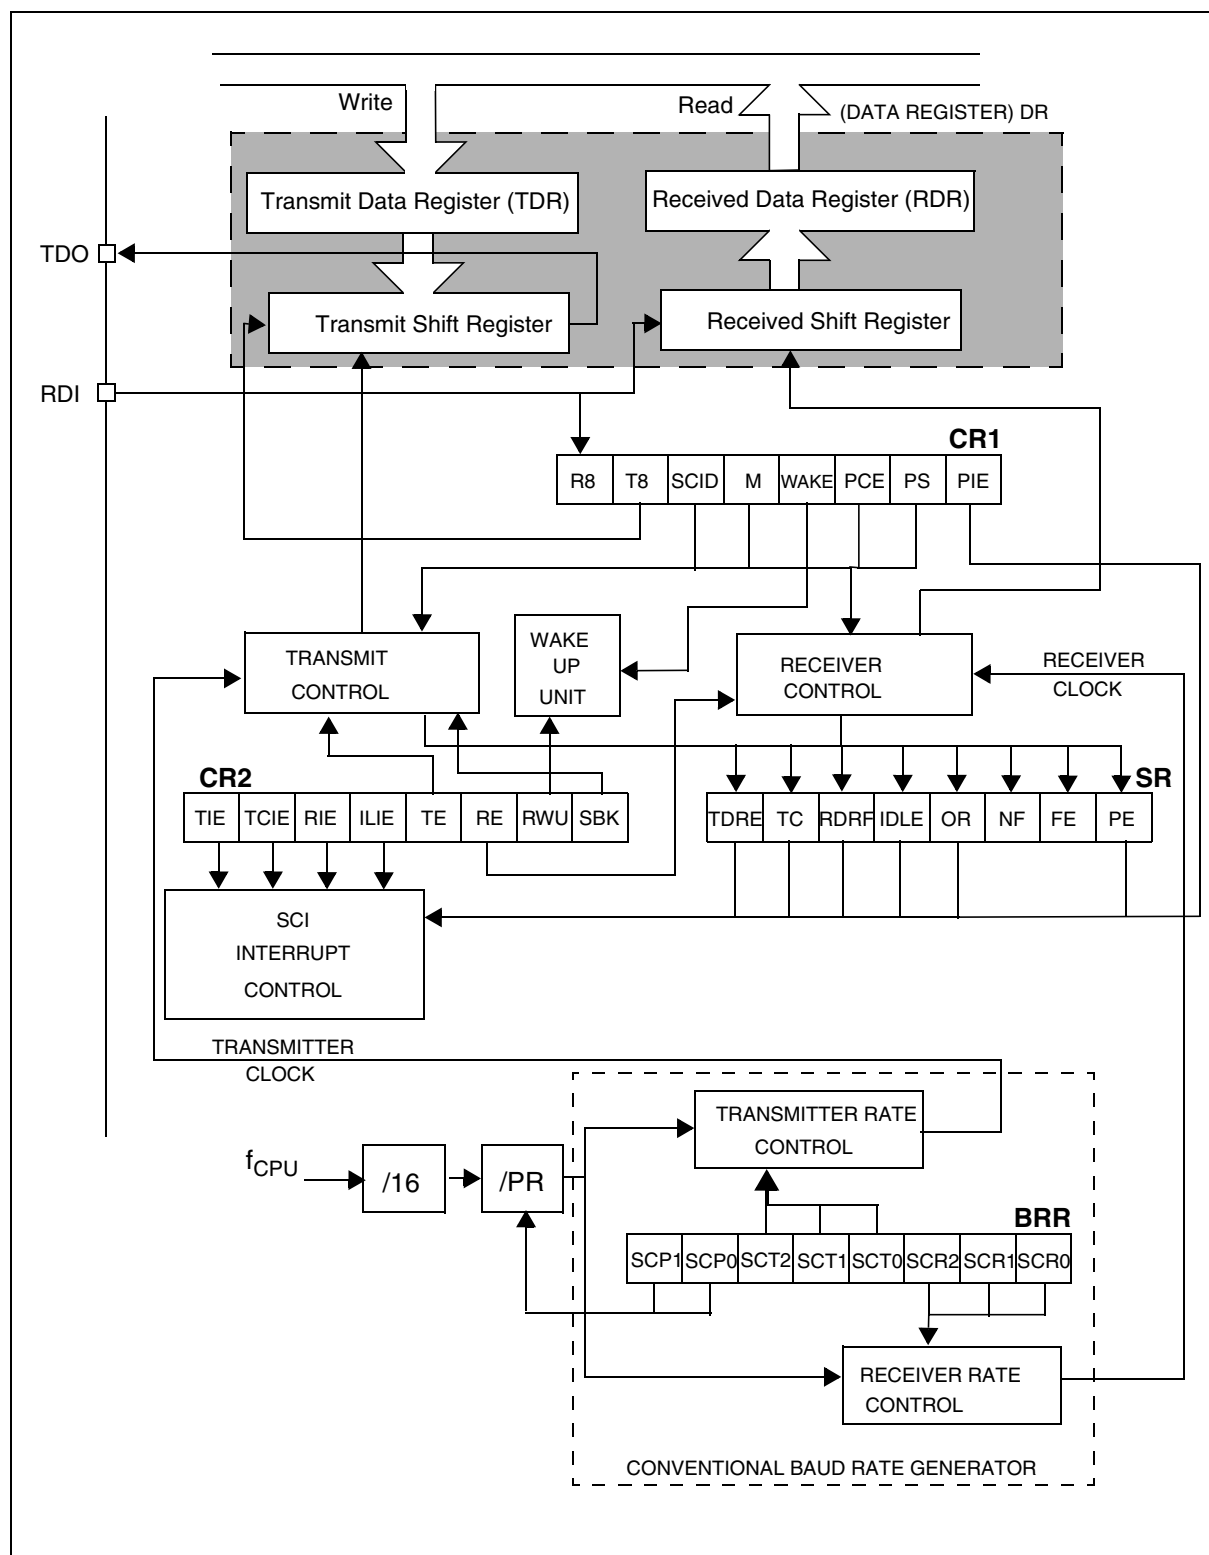 Write
Read
(DATA REGISTER) DR
Transmit Data Register (TDR)
Received Data Register (RDR)
TDO
Transmit Shift Register
Received Shift Register
RDI
CR1
R8 T8 SCID M WAKE PCE PS PIE
TRANSMIT
CONTROL
WAKE
UP
UNIT
RECEIVER
CONTROL
RECEIVER
CLOCK
CR2
TIE TCIE RIE ILIE TE RE RWU SBK
SR
TDRE TC RDRF IDLE OR NF FE PE
SCI
INTERRUPT
CONTROL
TRANSMITTER
CLOCK
TRANSMITTER RATE
CONTROL
fCPU
/16
/PR
BRR
SCP1 SCP0 SCT2 SCT1 SCT0 SCR2 SCR1 SCR0
RECEIVER RATE
CONTROL
CONVENTIONAL BAUD RATE GENERATOR